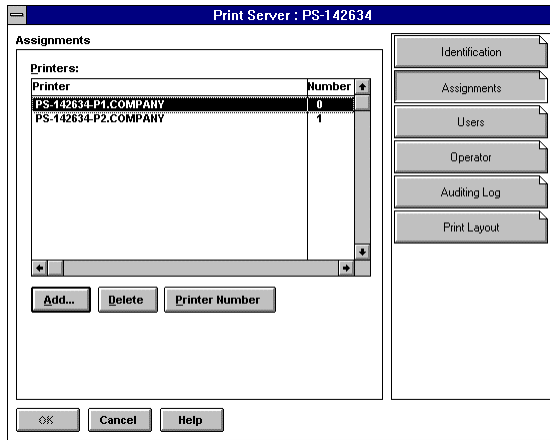 Print Server : PS-142634
Assignments
Printers:
Printer Number
PS-142634-P1.COMPANY 0
PS-142634-P2.COMPANY 1
Add... Delete Printer Number
OK Cancel Help
Identification
Assignments
Users
Operator
Auditing Log
Print Layout